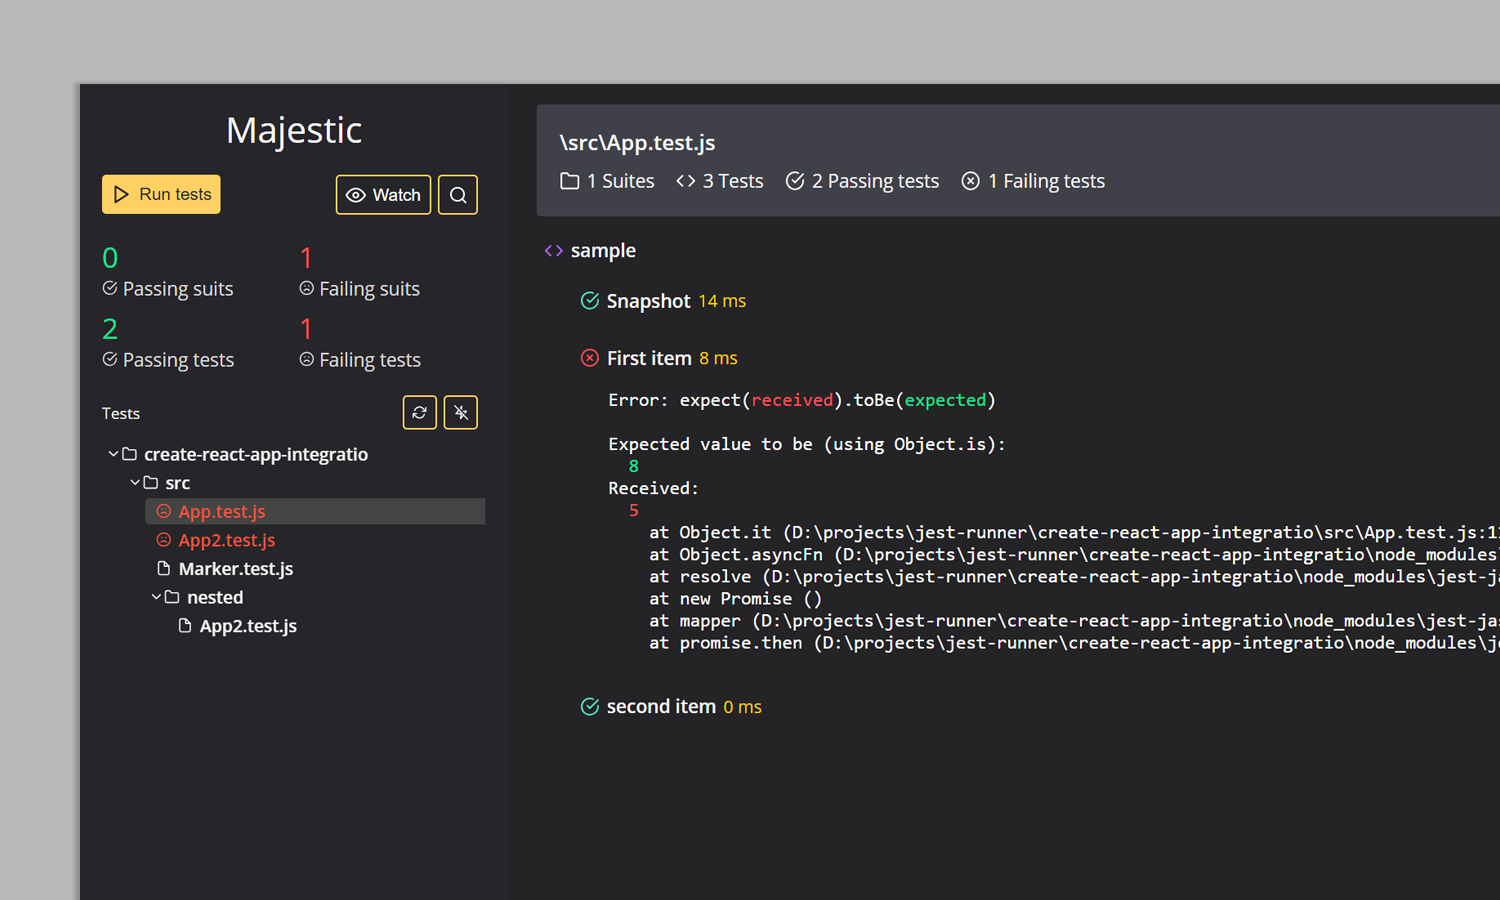 Majestic
Run tests
Watch
0
1
Passing suits
Failing suits
2
1
Passing tests
Failing tests
Tests
create-react-app-integratio
src
App.test.js
App2.test.js
Marker.test.js
nested
App2.test.js
\src\App.test.js
1 Suites <> 3 Tests 2 Passing tests 1 Failing tests
<> sample
Snapshot 14 ms
First item 8 ms
Error: expect(received).toBe(expected)
Expected value to be (using Object.is):
8
Received:
5
at Object.it (D:\projects\jest-runner\create-react-app-integratio\src\App.test.js:1
at Object.asyncFn (D:\projects\jest-runner\create-react-app-integratio\node_modules\
at resolve (D:\projects\jest-runner\create-react-app-integratio\node_modules\jest-ja
at new Promise ()
at mapper (D:\projects\jest-runner\create-react-app-integratio\node_modules\jest-jas
at promise.then (D:\projects\jest-runner\create-react-app-integratio\node_modules\j
second item 0 ms